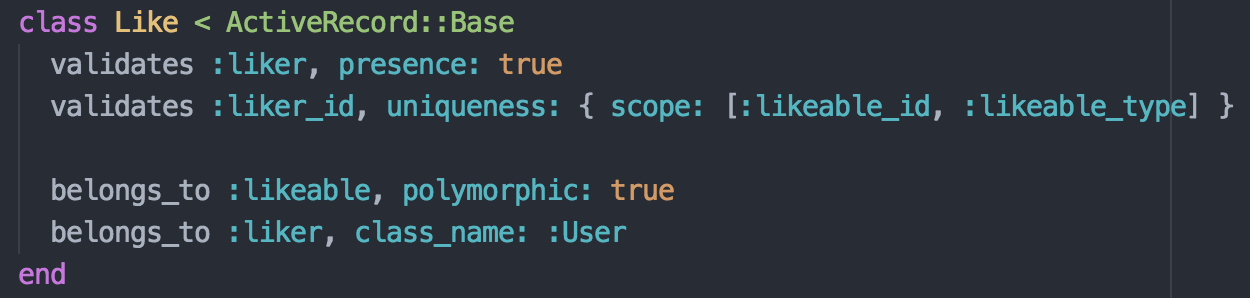 class Like < ActiveRecord::Base
  validates :liker, presence: true
  validates :liker_id, uniqueness: { scope: [:likeable_id, :likeable_type] }

  belongs_to :likeable, polymorphic: true
  belongs_to :liker, class_name: :User
end